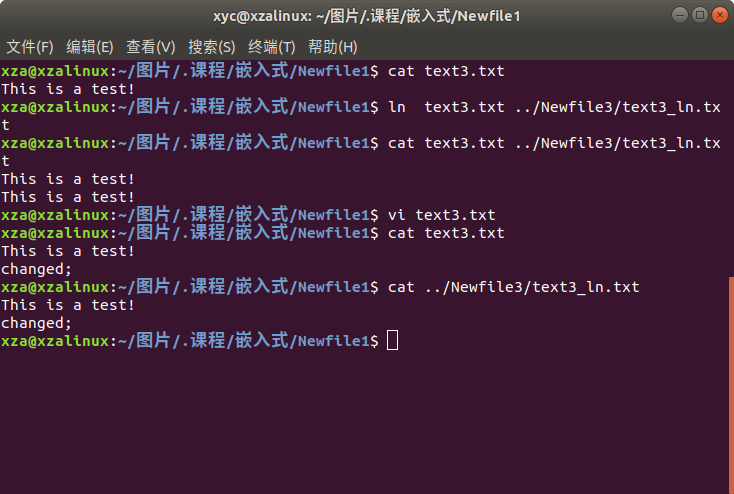 xyc@xzalinux: ~/图片/.课程/嵌入式/Newfile1
文件(F) 编辑(E) 查看(V) 搜索(S) 终端(T) 帮助(H)
xza@xzalinux:~/图片/.课程/嵌入式/Newfile1$ cat text3.txt
This is a test!
xza@xzalinux:~/图片/.课程/嵌入式/Newfile1$ ln  text3.txt ../Newfile3/text3_ln.tx
t
xza@xzalinux:~/图片/.课程/嵌入式/Newfile1$ cat text3.txt ../Newfile3/text3_ln.tx
t
This is a test!
This is a test!
xza@xzalinux:~/图片/.课程/嵌入式/Newfile1$ vi text3.txt
xza@xzalinux:~/图片/.课程/嵌入式/Newfile1$ cat text3.txt
This is a test!
changed;
xza@xzalinux:~/图片/.课程/嵌入式/Newfile1$ cat ../Newfile3/text3_ln.txt
This is a test!
changed;
xza@xzalinux:~/图片/.课程/嵌入式/Newfile1$